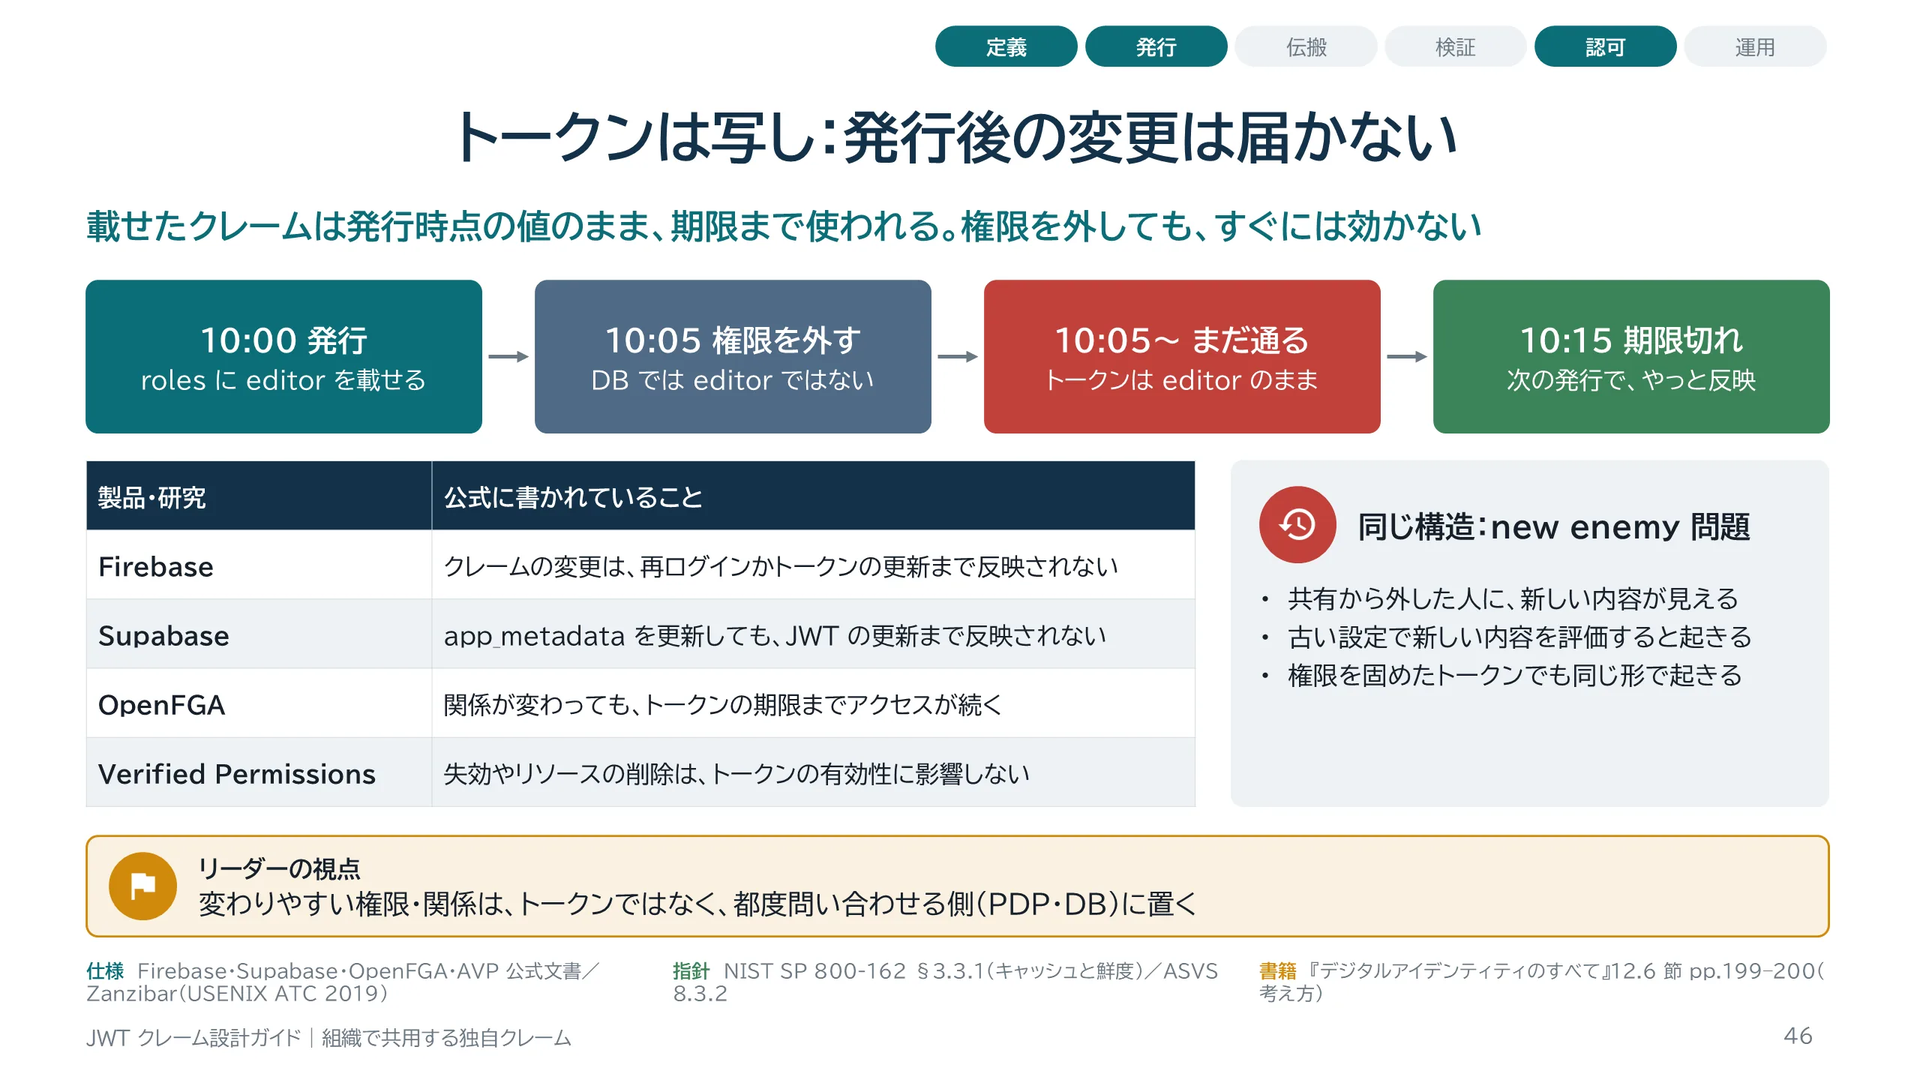 定義 発行 伝搬 検証 認可 運用
トークンは写し：発行後の変更は届かない
載せたクレームは発行時点の値のまま、期限まで使われる。権限を外しても、すぐには効かない
10:00 発行
roles に editor を載せる
10:05 権限を外す
DB では editor ではない
10:05〜 まだ通る
トークンは editor のまま
10:15 期限切れ
次の発行で、やっと反映
製品・研究 公式に書かれていること
Firebase クレームの変更は、再ログインかトークンの更新まで反映されない
Supabase app_metadata を更新しても、JWT の更新まで反映されない
OpenFGA 関係が変わっても、トークンの期限までアクセスが続く
Verified Permissions 失効やリソースの削除は、トークンの有効性に影響しない
同じ構造：new enemy 問題
・ 共有から外した人に、新しい内容が見える
・ 古い設定で新しい内容を評価すると起きる
・ 権限を固めたトークンでも同じ形で起きる
リーダーの視点
変わりやすい権限・関係は、トークンではなく、都度問い合わせる側（PDP・DB）に置く
仕様 Firebase・Supabase・OpenFGA・AVP 公式文書／
Zanzibar（USENIX ATC 2019）
指針 NIST SP 800-162 §3.3.1（キャッシュと鮮度）／ASVS
8.3.2
書籍 『デジタルアイデンティティのすべて』12.6 節 pp.199–200（
考え方）
JWT クレーム設計ガイド｜組織で共用する独自クレーム
46